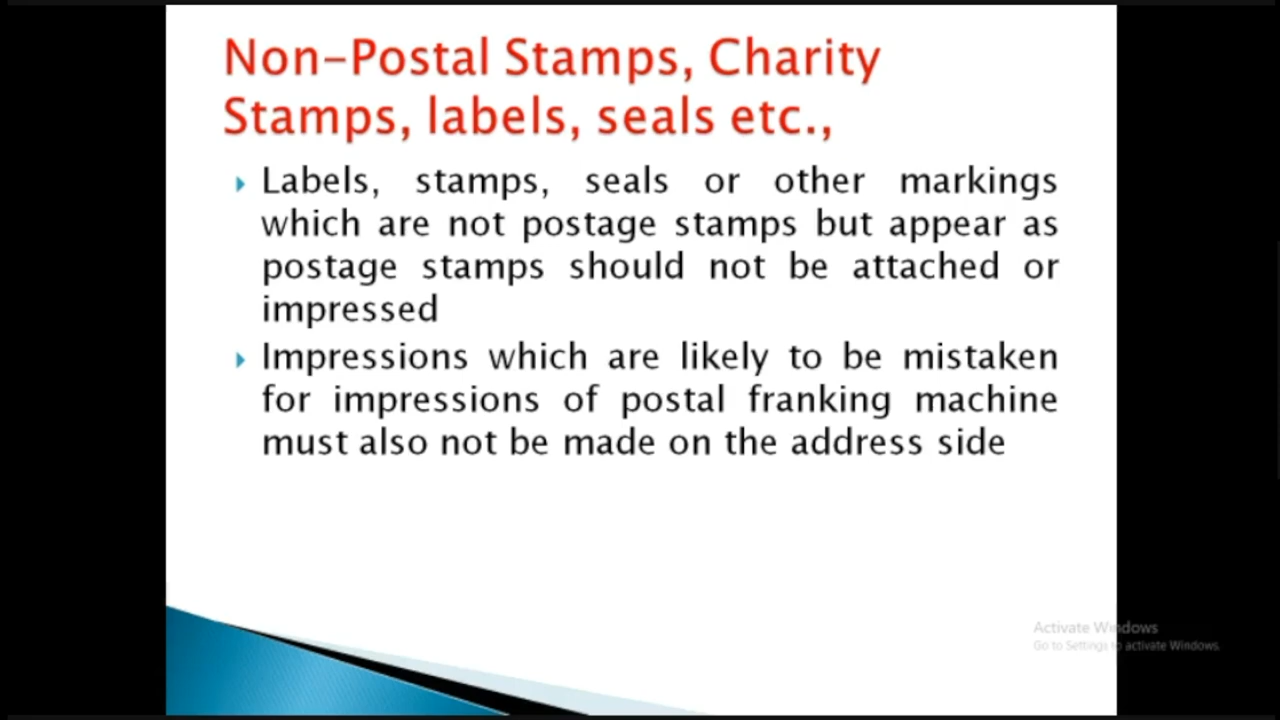 Non-Postal Stamps, Charity
Stamps, labels, seals etc.,
Labels, stamps, seals or other markings
which are not postage stamps but appear as
postage stamps should not be attached or
impressed
Impressions which are likely to be mistaken
for impressions of postal franking machine
must also not be made on the address side
Activate Windows
Go to Settings to activate Windows.